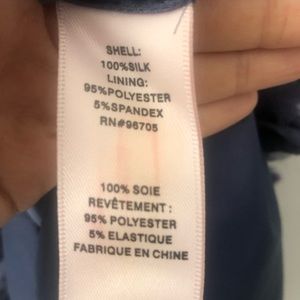 SHELL:
100%SILK
LINING:
95%POLYESTER
5%SPANDEX
RN#96705
100% SOIE
REVÊTEMENT :
95% POLYESTER
5% ELASTIQUE
FABRIQUE EN CHINE